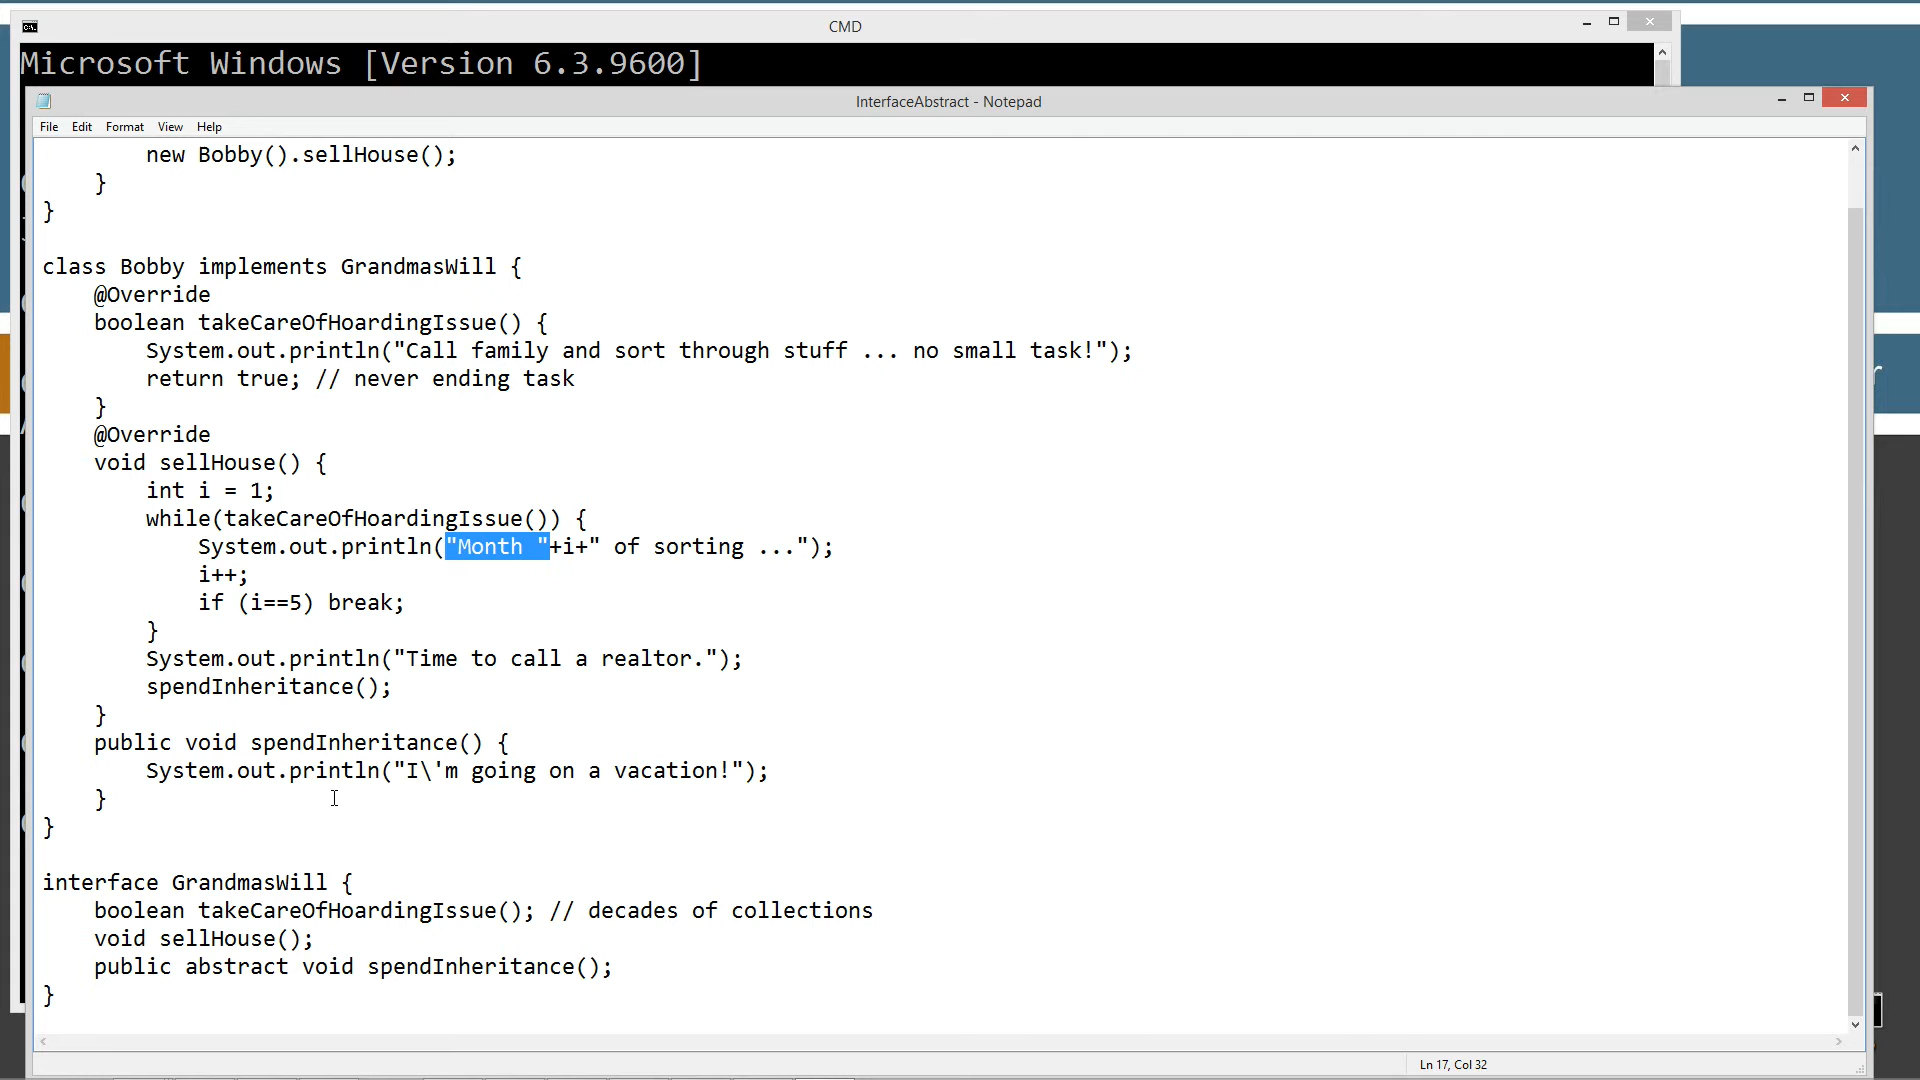 CMD
Microsoft Windows [Version 6.3.9600]
InterfaceAbstract - Notepad
File Edit Format View Help
new Bobby().sellHouse();
}
}
class Bobby implements GrandmasWill {
@Override
boolean takeCareOfHoardingIssue() {
System.out.println("Call family and sort through stuff ... no small task!");
return true; // never ending task
}
@Override
void sellHouse() {
int i = 1;
while(takeCareOfHoardingIssue()) {
System.out.println("Month "+i+" of sorting ...");
i++;
if (i==5) break;
}
System.out.println("Time to call a realtor.");
spendInheritance();
}
public void spendInheritance() {
System.out.println("I\'m going on a vacation!");
}
}
interface GrandmasWill {
boolean takeCareOfHoardingIssue(); // decades of collections
void sellHouse();
public abstract void spendInheritance();
}
Ln 17, Col 32